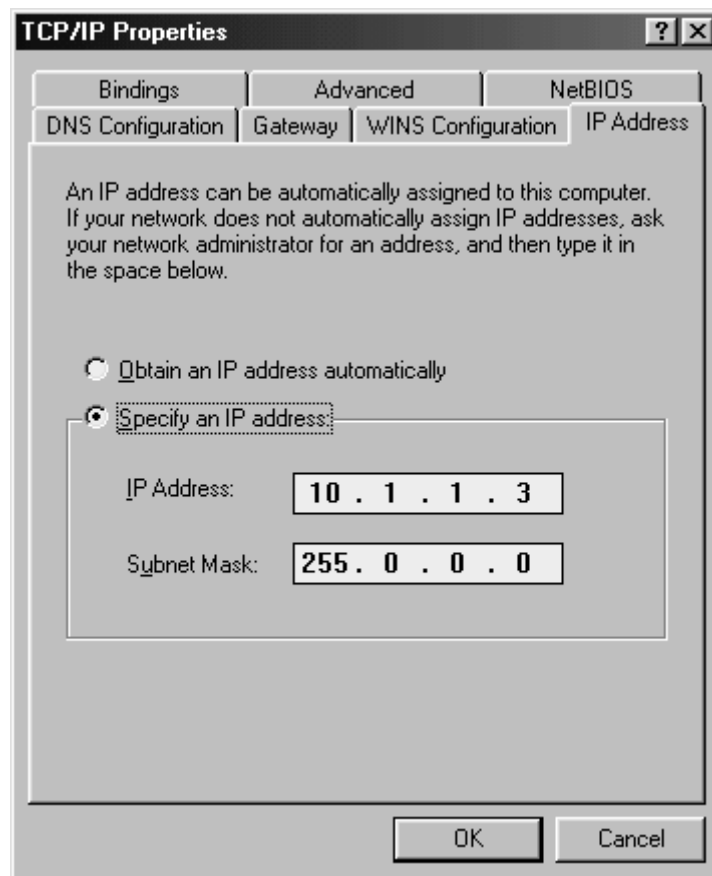 TCP/IP Properties
? X
Bindings Advanced NetBIOS
DNS Configuration Gateway WINS Configuration IP Address
An IP address can be automatically assigned to this computer.
If your network does not automatically assign IP addresses, ask
your network administrator for an address, and then type it in
the space below.
Obtain an IP address automatically
Specify an IP address:
IP Address: 10 . 1 . 1 . 3
Subnet Mask: 255 . 0 . 0 . 0
OK Cancel